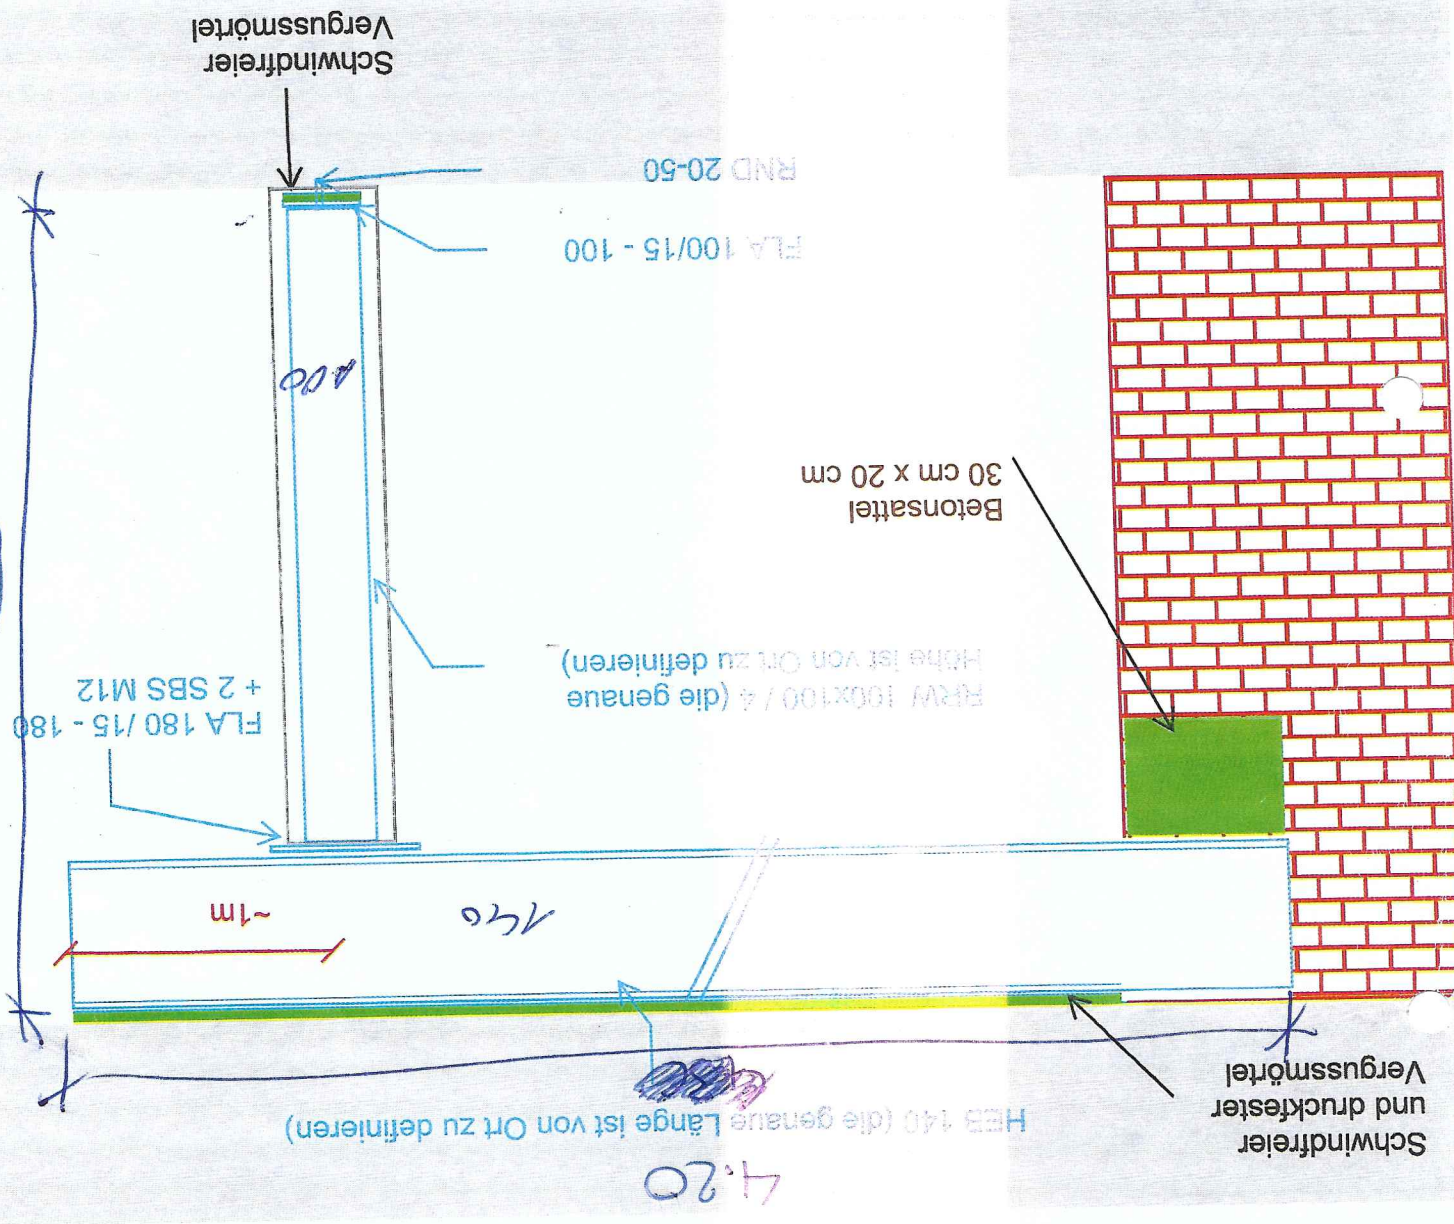 4.20
HEB 140 (die genaue Länge ist von Ort zu definieren)
Schwindfreier
und druckfester
Vergussmörtel
140
~1m
FLA 180 /15 - 180
+ 2 SBS M12
RRW 100x100 / 4 (die genaue
Höhe ist von Ort zu definieren)
Betonsattel
30 cm x 20 cm
100
FLA 100/15 - 100
RND 20-50
Schwindfreier
Vergussmörtel